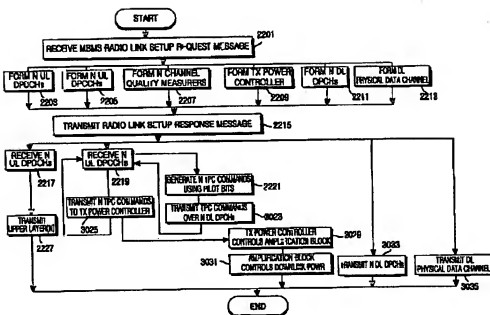 START
RECEIVE MBMS RADIO LINK SETUP REQUEST MESSAGE
2201
FORM N UL
DPDCHs
2203
FORM N UL
DPCCHs
2205
FORM N CHANNEL
QUALITY MEASURERS
2207
FORM TX POWER
CONTROLLER
2209
FORM N DL
DPCCHs
2211
FORM DL
PHYSICAL DATA CHANNEL
2213
TRANSMIT RADIO LINK SETUP RESPONSE MESSAGE
2215
RECEIVE N
UL DPDCHs
2217
RECEIVE N
UL DPCCHs
2219
GENERATE N TPC COMMANDS
USING PILOT BITS
2221
TRANSMIT N TPC COMMANDS
TO TX POWER CONTROLLER
3025
TRANSMIT TPC COMMANDS
OVER N DL DPCHs
3023
TRANSMIT
UPPER LAYER
2227
TX POWER CONTROLLER
CONTROLS AMPLIFICATION BLOCK
3029
AMPLIFICATION BLOCK
CONTROLS DOWNLINK POWR
3031
TRANSMIT N DL DPCHs
3033
TRANSMIT DL
PHYSICAL DATA CHANNEL
3035
END